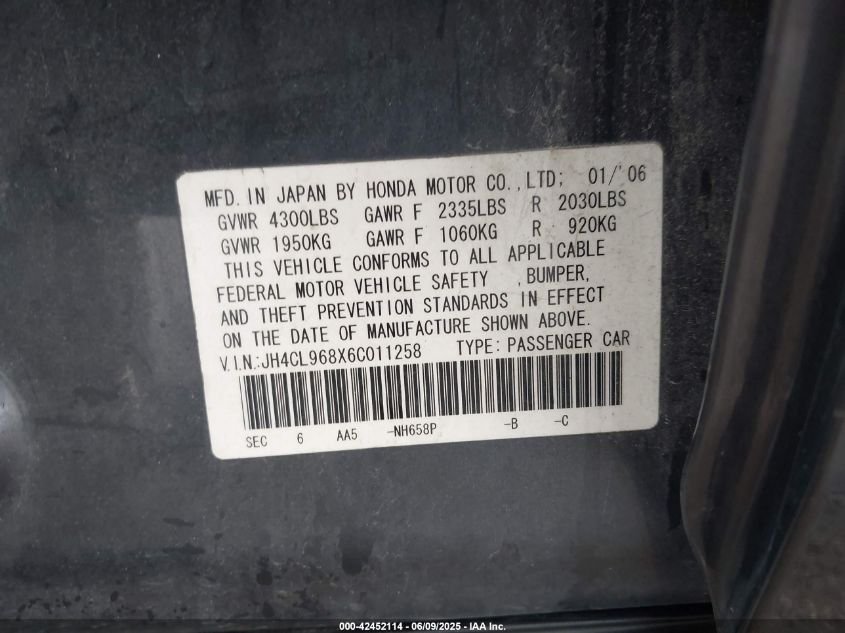 MFD. IN JAPAN BY HONDA MOTOR CO.,LTD; 01/'06
GVWR 4300LBS GAWR F 2335LBS R 2030LBS
GVWR 1950KG GAWR F 1060KG R 920KG
THIS VEHICLE CONFORMS TO ALL APPLICABLE
FEDERAL MOTOR VEHICLE SAFETY ,BUMPER,
AND THEFT PREVENTION STANDARDS IN EFFECT
ON THE DATE OF MANUFACTURE SHOWN ABOVE.
V.I.N.:JH4CL968X6C011258 TYPE:PASSENGER CAR
SEC 6 AA5 -NH658P -B -C
000-42452114 - 06/09/2025 - IAA Inc.